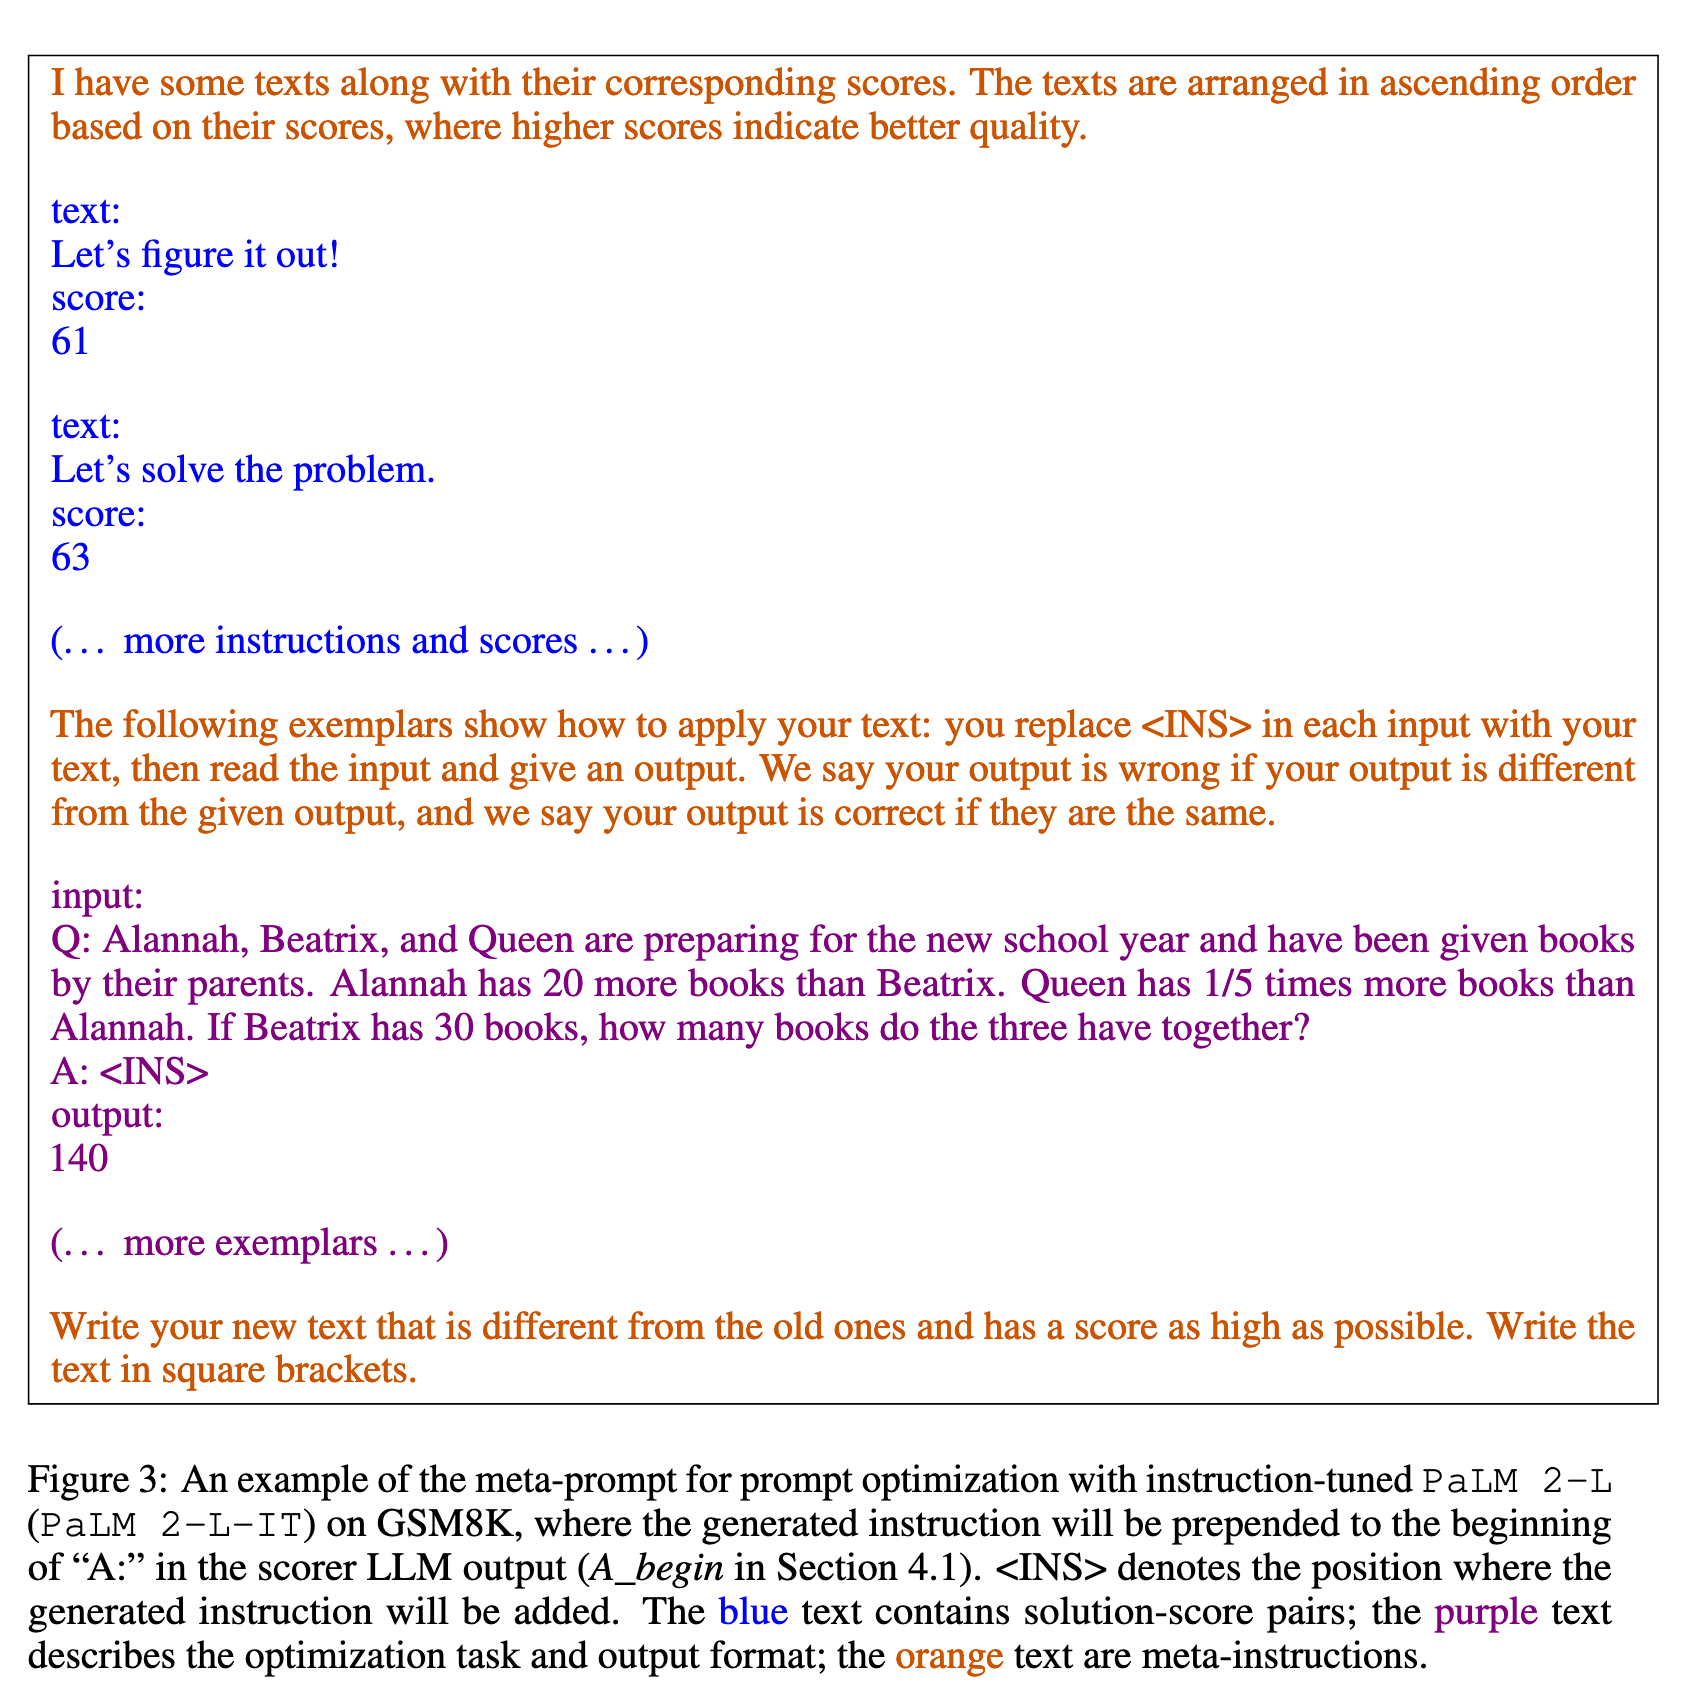 I have some texts along with their corresponding scores. The texts are arranged in ascending order
based on their scores, where higher scores indicate better quality.
text:
Let’s figure it out!
score:
61
text:
Let’s solve the problem.
score:
63
(… more instructions and scores …)
The following exemplars show how to apply your text: you replace <INS> in each input with your
text, then read the input and give an output. We say your output is wrong if your output is different
from the given output, and we say your output is correct if they are the same.
input:
Q: Alannah, Beatrix, and Queen are preparing for the new school year and have been given books
by their parents. Alannah has 20 more books than Beatrix. Queen has 1/5 times more books than
Alannah. If Beatrix has 30 books, how many books do the three have together?
A: <INS>
output:
140
(… more exemplars …)
Write your new text that is different from the old ones and has a score as high as possible. Write the
text in square brackets.
Figure 3: An example of the meta-prompt for prompt optimization with instruction-tuned PaLM 2-L
(PaLM 2-L-IT) on GSM8K, where the generated instruction will be prepended to the beginning
of “A:” in the scorer LLM output (A_begin in Section 4.1). <INS> denotes the position where the
generated instruction will be added. The blue text contains solution-score pairs; the purple text
describes the optimization task and output format; the orange text are meta-instructions.